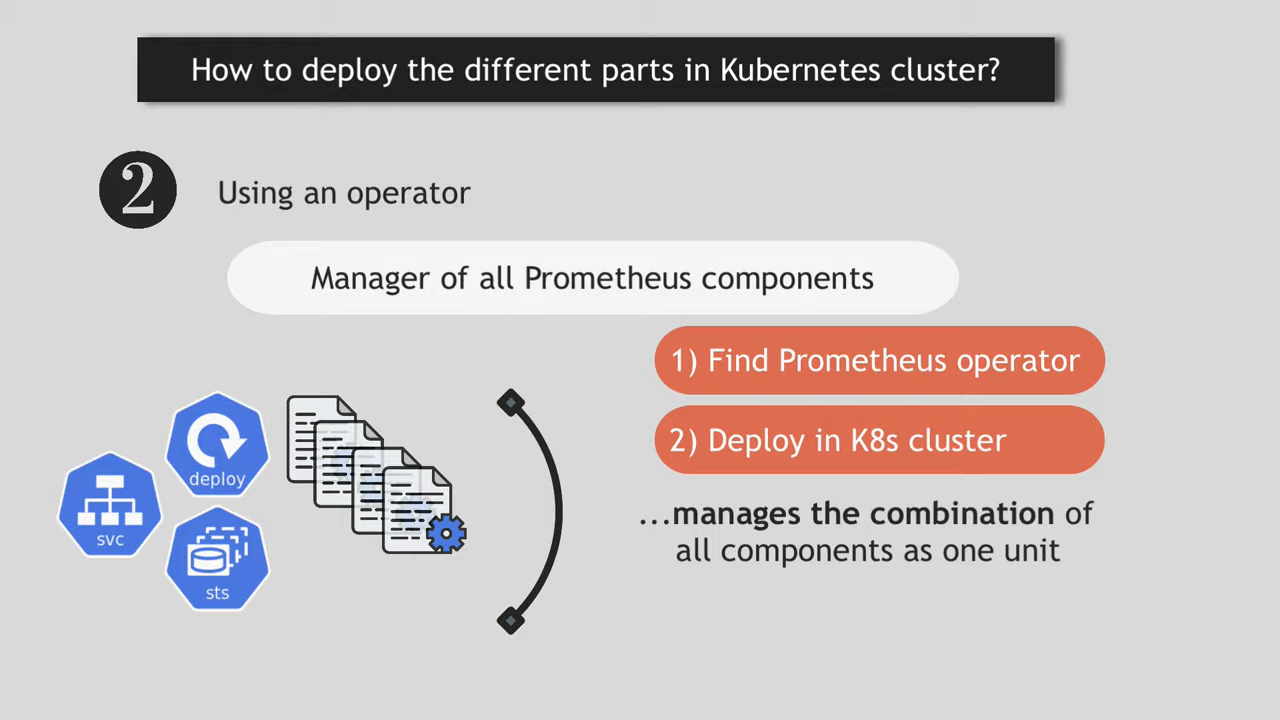 How to deploy the different parts in Kubernetes cluster?
2 Using an operator
Manager of all Prometheus components
1) Find Prometheus operator
2) Deploy in K8s cluster
...manages the combination of
all components as one unit
deploy
svc
sts